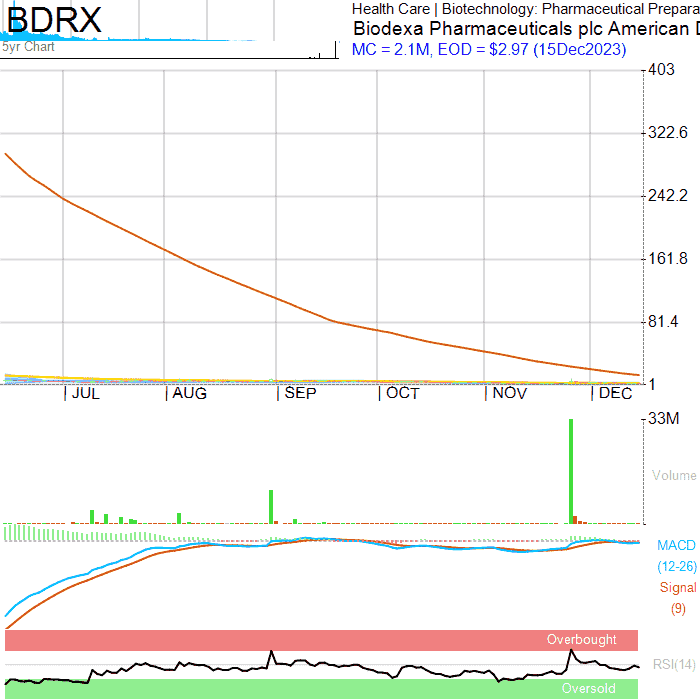 BDRX
Health Care | Biotechnology: Pharmaceutical Prepara
Biodexa Pharmaceuticals plc American D
5yr Chart
MC = 2.1M, EOD = $2.97 (15Dec2023)
403
322.6
242.2
161.8
81.4
1
JUL AUG SEP OCT NOV DEC
33M
Volume
MACD
(12-26)
Signal
(9)
Overbought
RSI(14)
Oversold